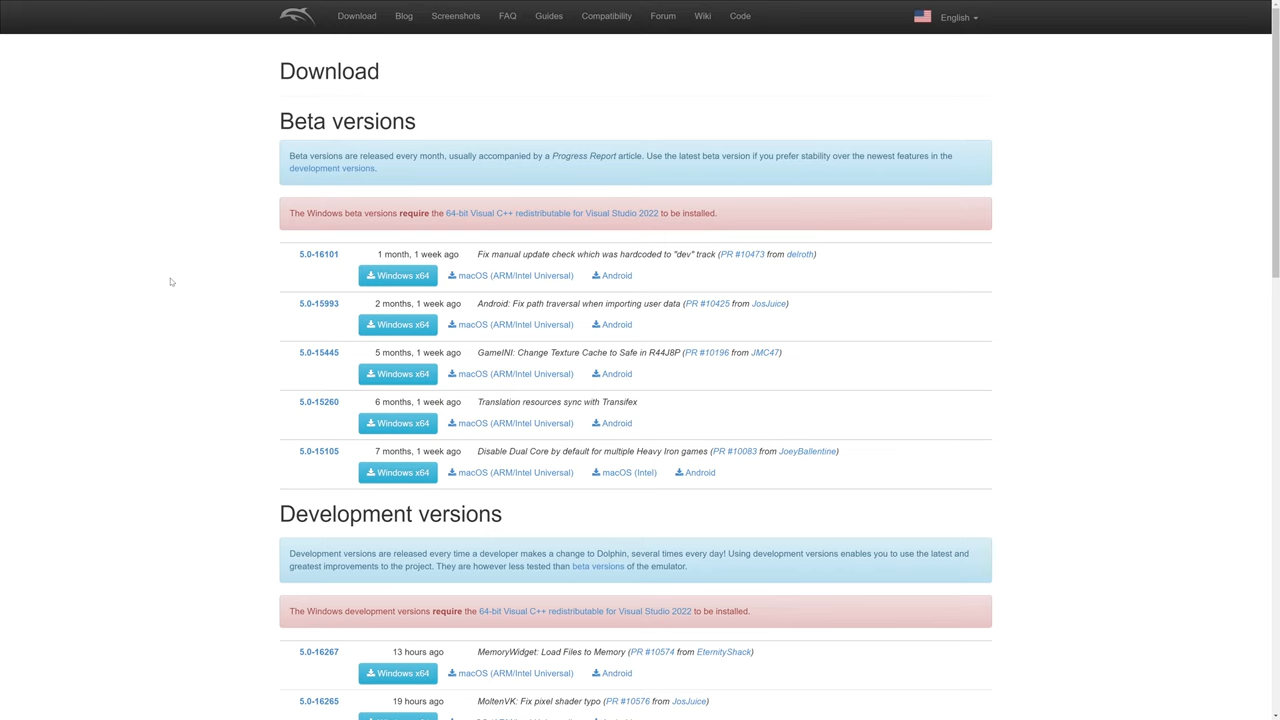 Download Blog Screenshots FAQ Guides Compatibility Forum Wiki Code English
Download
Beta versions
Beta versions are released every month, usually accompanied by a Progress Report article. Use the latest beta version if you prefer stability over the newest features in the
development versions.
The Windows beta versions require the 64-bit Visual C++ redistributable for Visual Studio 2022 to be installed.
5.0-16101 1 month, 1 week ago Fix manual update check which was hardcoded to "dev" track (PR #10473 from delroth)
Windows x64 macOS (ARM/Intel Universal) Android
5.0-15993 2 months, 1 week ago Android: Fix path traversal when importing user data (PR #10425 from JosJuice)
Windows x64 macOS (ARM/Intel Universal) Android
5.0-15445 5 months, 1 week ago GameINI: Change Texture Cache to Safe in R44J8P (PR #10196 from JMC47)
Windows x64 macOS (ARM/Intel Universal) Android
5.0-15260 6 months, 1 week ago Translation resources sync with Transifex
Windows x64 macOS (ARM/Intel Universal) Android
5.0-15105 7 months, 1 week ago Disable Dual Core by default for multiple Heavy Iron games (PR #10083 from JoeyBallentine)
Windows x64 macOS (ARM/Intel Universal) macOS (Intel) Android
Development versions
Development versions are released every time a developer makes a change to Dolphin, several times every day! Using development versions enables you to use the latest and
greatest improvements to the project. They are however less tested than beta versions of the emulator.
The Windows development versions require the 64-bit Visual C++ redistributable for Visual Studio 2022 to be installed.
5.0-16267 13 hours ago MemoryWidget: Load Files to Memory (PR #10574 from EternityShack)
Windows x64 macOS (ARM/Intel Universal) Android
5.0-16265 19 hours ago MoltenVK: Fix pixel shader typo (PR #10576 from JosJuice)